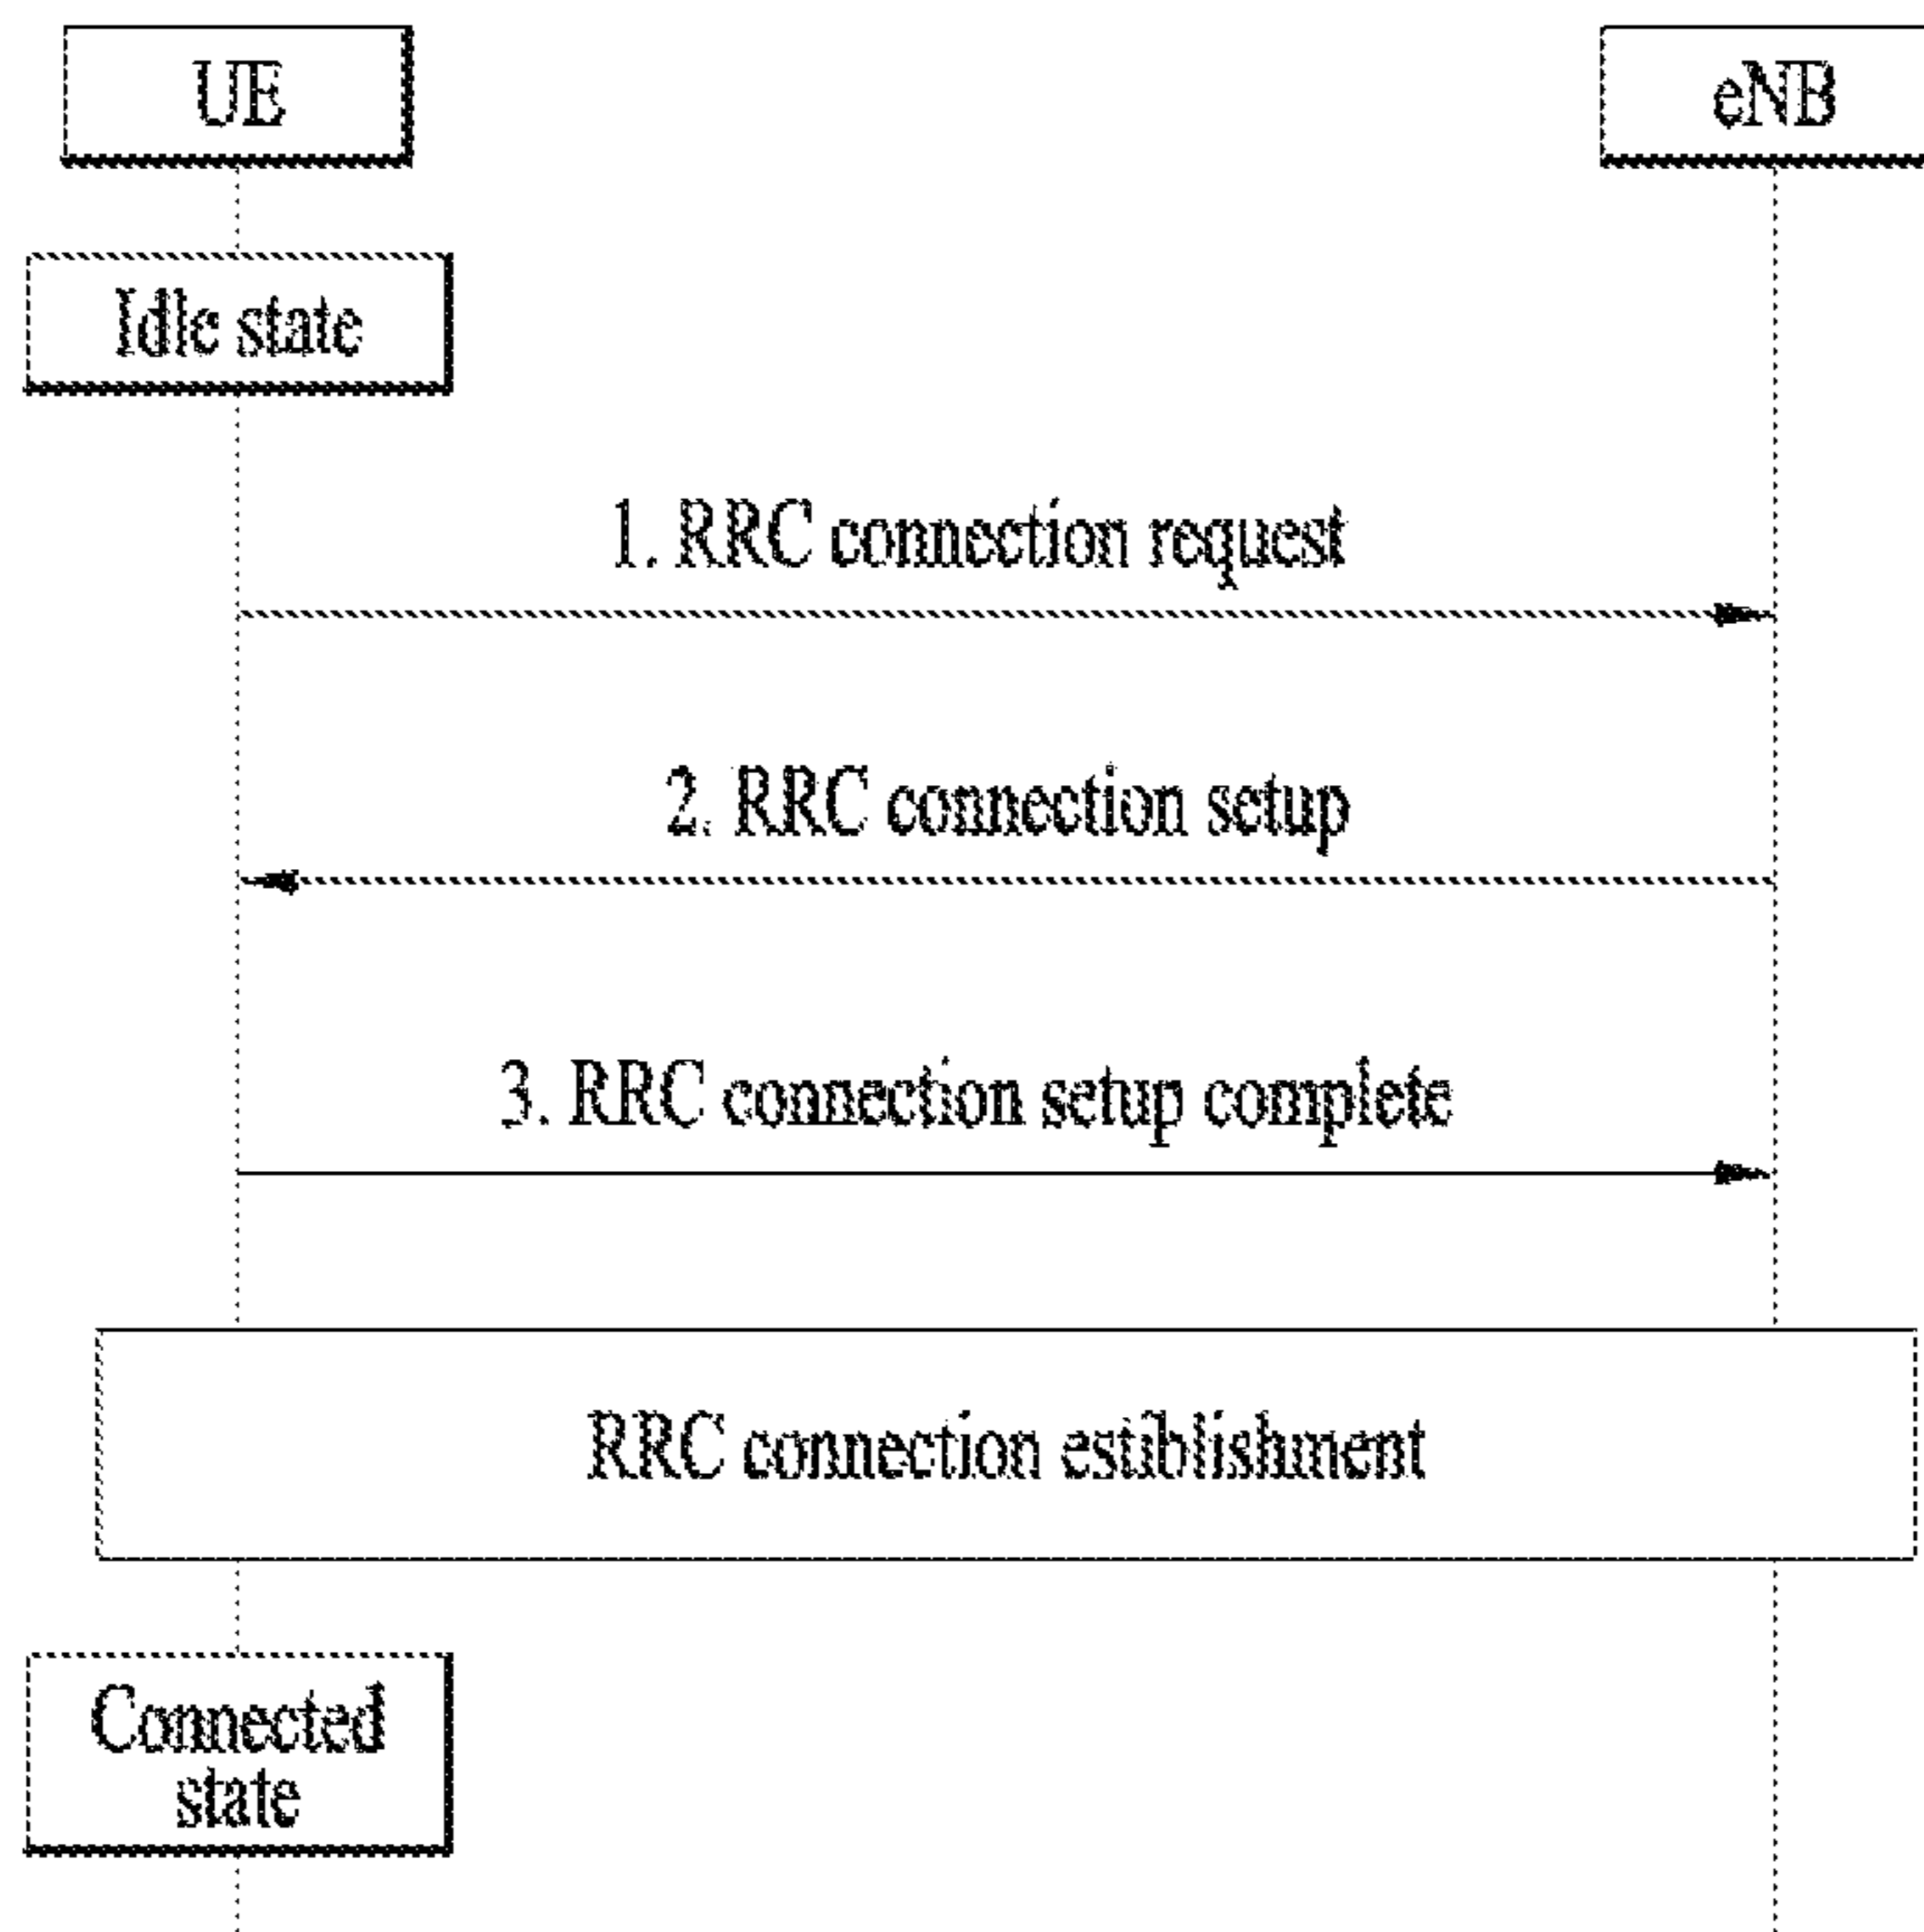 UE
eNB
Idle state
1. RRC connection request
2. RRC connection setup
3. RRC connection setup complete
RRC connection establishment
Connected
state